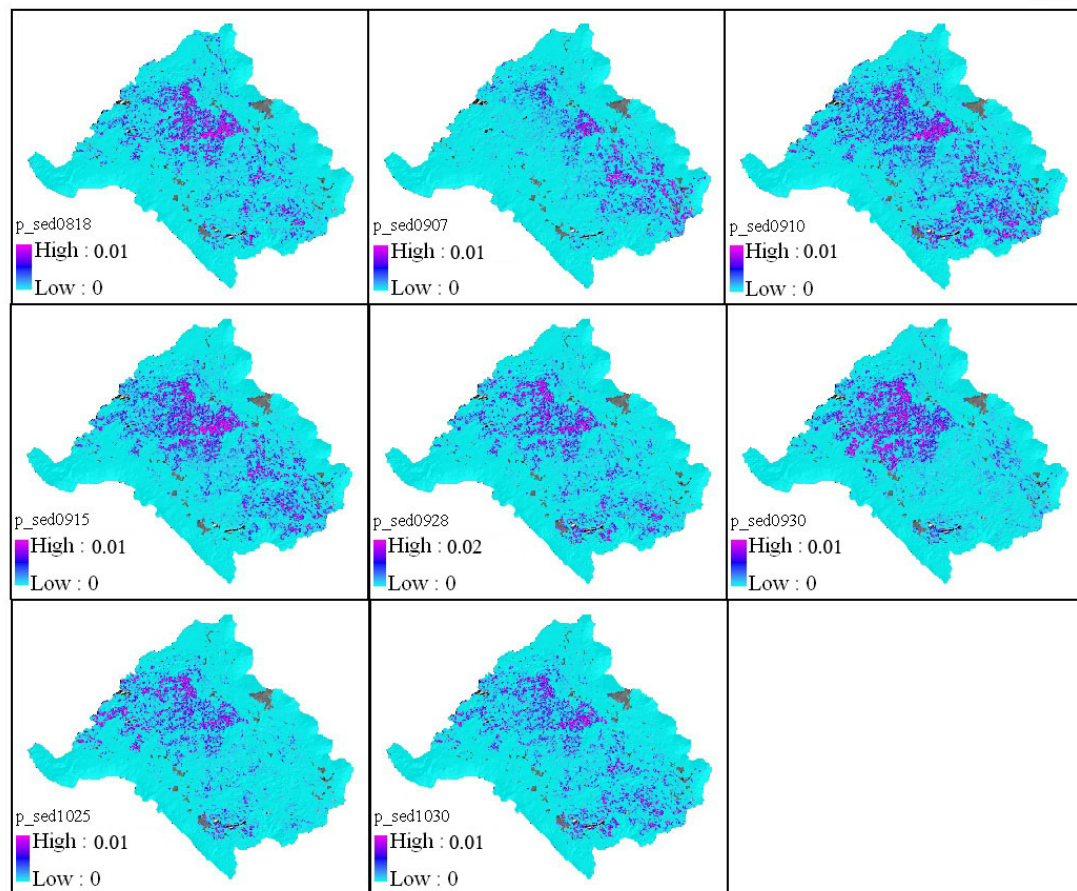 p_sed0818
High : 0.01
Low : 0
p_sed0907
High : 0.01
Low : 0
p_sed0910
High : 0.01
Low : 0
p_sed0915
High : 0.01
Low : 0
p_sed0928
High : 0.02
Low : 0
p_sed0930
High : 0.01
Low : 0
p_sed1025
High : 0.01
Low : 0
p_sed1030
High : 0.01
Low : 0